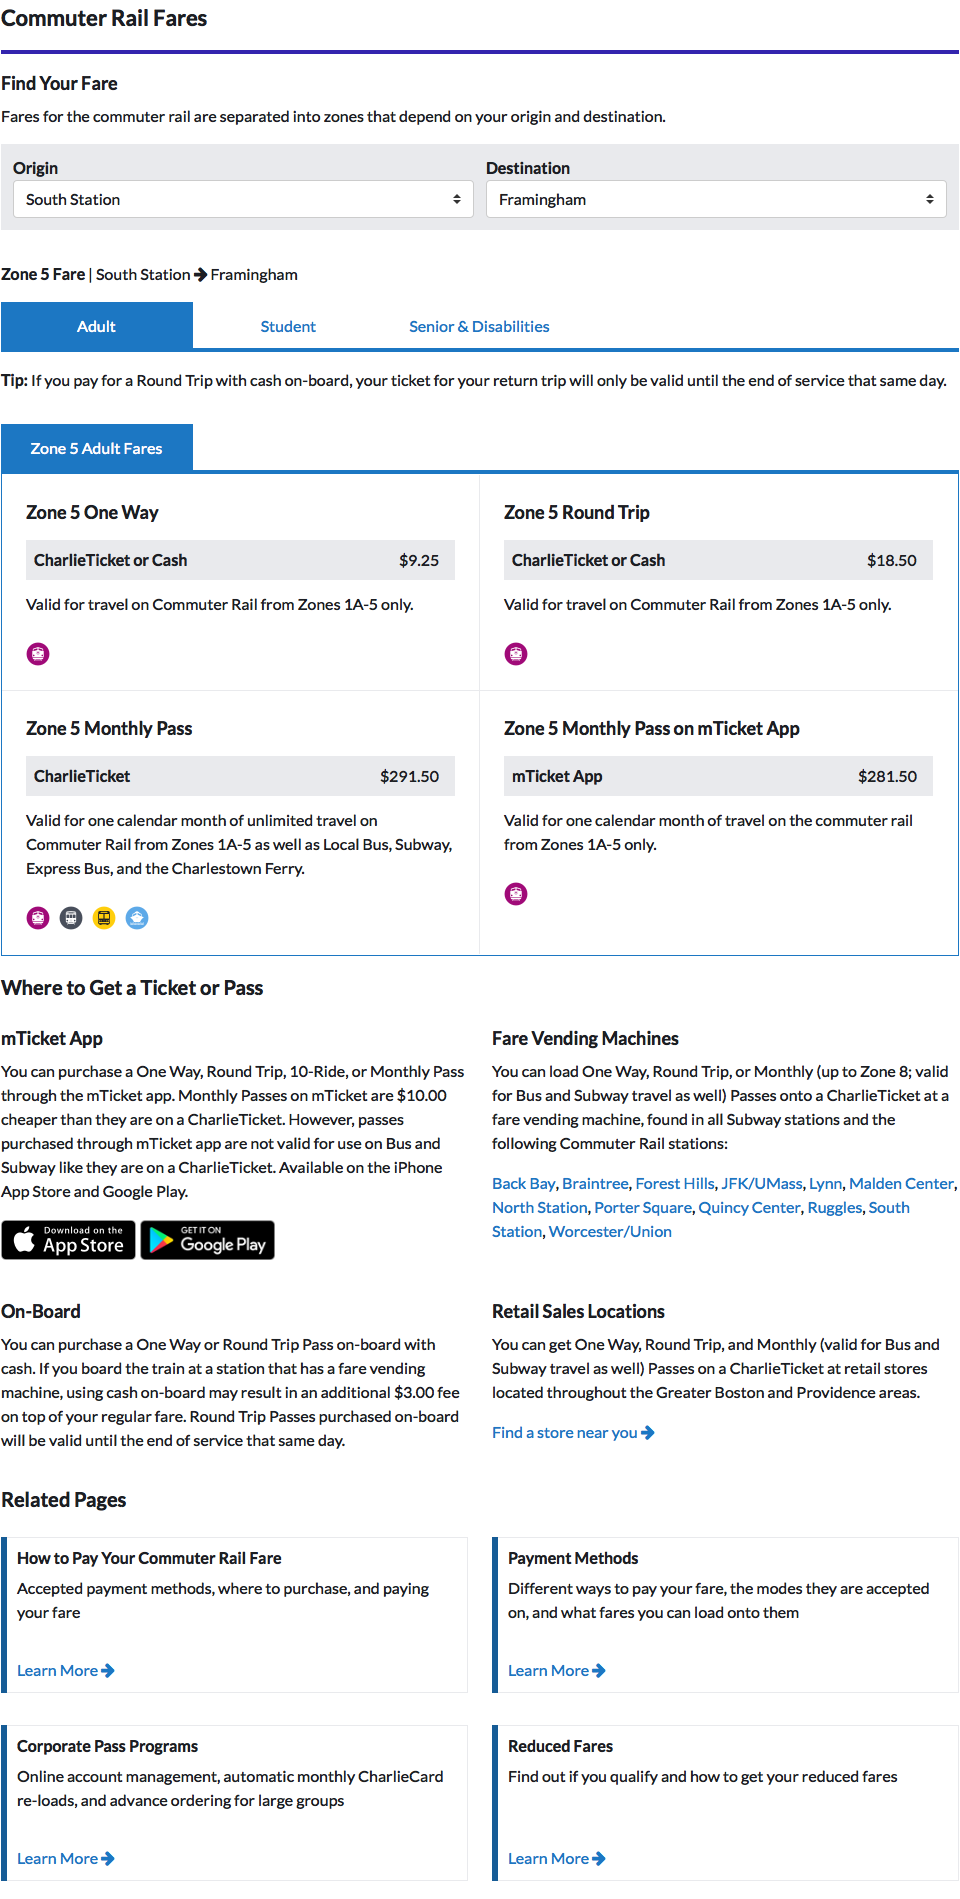 Commuter Rail Fares
Find Your Fare
Fares for the commuter rail are separated into zones that depend on your origin and destination.
Origin
South Station
Destination
Framingham
Zone 5 Fare | South Station → Framingham
Adult
Student
Senior & Disabilities
Tip: If you pay for a Round Trip with cash on-board, your ticket for your return trip will only be valid until the end of service that same day.
Zone 5 Adult Fares
Zone 5 One Way
CharlieTicket or Cash $9.25
Valid for travel on Commuter Rail from Zones 1A-5 only.
Zone 5 Round Trip
CharlieTicket or Cash $18.50
Valid for travel on Commuter Rail from Zones 1A-5 only.
Zone 5 Monthly Pass
CharlieTicket $291.50
Valid for one calendar month of unlimited travel on
Commuter Rail from Zones 1A-5 as well as Local Bus, Subway,
Express Bus, and the Charlestown Ferry.
Zone 5 Monthly Pass on mTicket App
mTicket App $281.50
Valid for one calendar month of travel on the commuter rail
from Zones 1A-5 only.
Where to Get a Ticket or Pass
mTicket App
You can purchase a One Way, Round Trip, 10-Ride, or Monthly Pass
through the mTicket app. Monthly Passes on mTicket are $10.00
cheaper than they are on a CharlieTicket. However, passes
purchased through mTicket app are not valid for use on Bus and
Subway like they are on a CharlieTicket. Available on the iPhone
App Store and Google Play.
Download on the
App Store
GET IT ON
Google Play
Fare Vending Machines
You can load One Way, Round Trip, or Monthly (up to Zone 8; valid
for Bus and Subway travel as well) Passes onto a CharlieTicket at a
fare vending machine, found in all Subway stations and the
following Commuter Rail stations:
Back Bay, Braintree, Forest Hills, JFK/UMass, Lynn, Malden Center,
North Station, Porter Square, Quincy Center, Ruggles, South
Station, Worcester/Union
On-Board
You can purchase a One Way or Round Trip Pass on-board with
cash. If you board the train at a station that has a fare vending
machine, using cash on-board may result in an additional $3.00 fee
on top of your regular fare. Round Trip Passes purchased on-board
will be valid until the end of service that same day.
Retail Sales Locations
You can get One Way, Round Trip, and Monthly (valid for Bus and
Subway travel as well) Passes on a CharlieTicket at retail stores
located throughout the Greater Boston and Providence areas.
Find a store near you →
Related Pages
How to Pay Your Commuter Rail Fare
Accepted payment methods, where to purchase, and paying
your fare
Learn More →
Payment Methods
Different ways to pay your fare, the modes they are accepted
on, and what fares you can load onto them
Learn More →
Corporate Pass Programs
Online account management, automatic monthly CharlieCard
re-loads, and advance ordering for large groups
Learn More →
Reduced Fares
Find out if you qualify and how to get your reduced fares
Learn More →